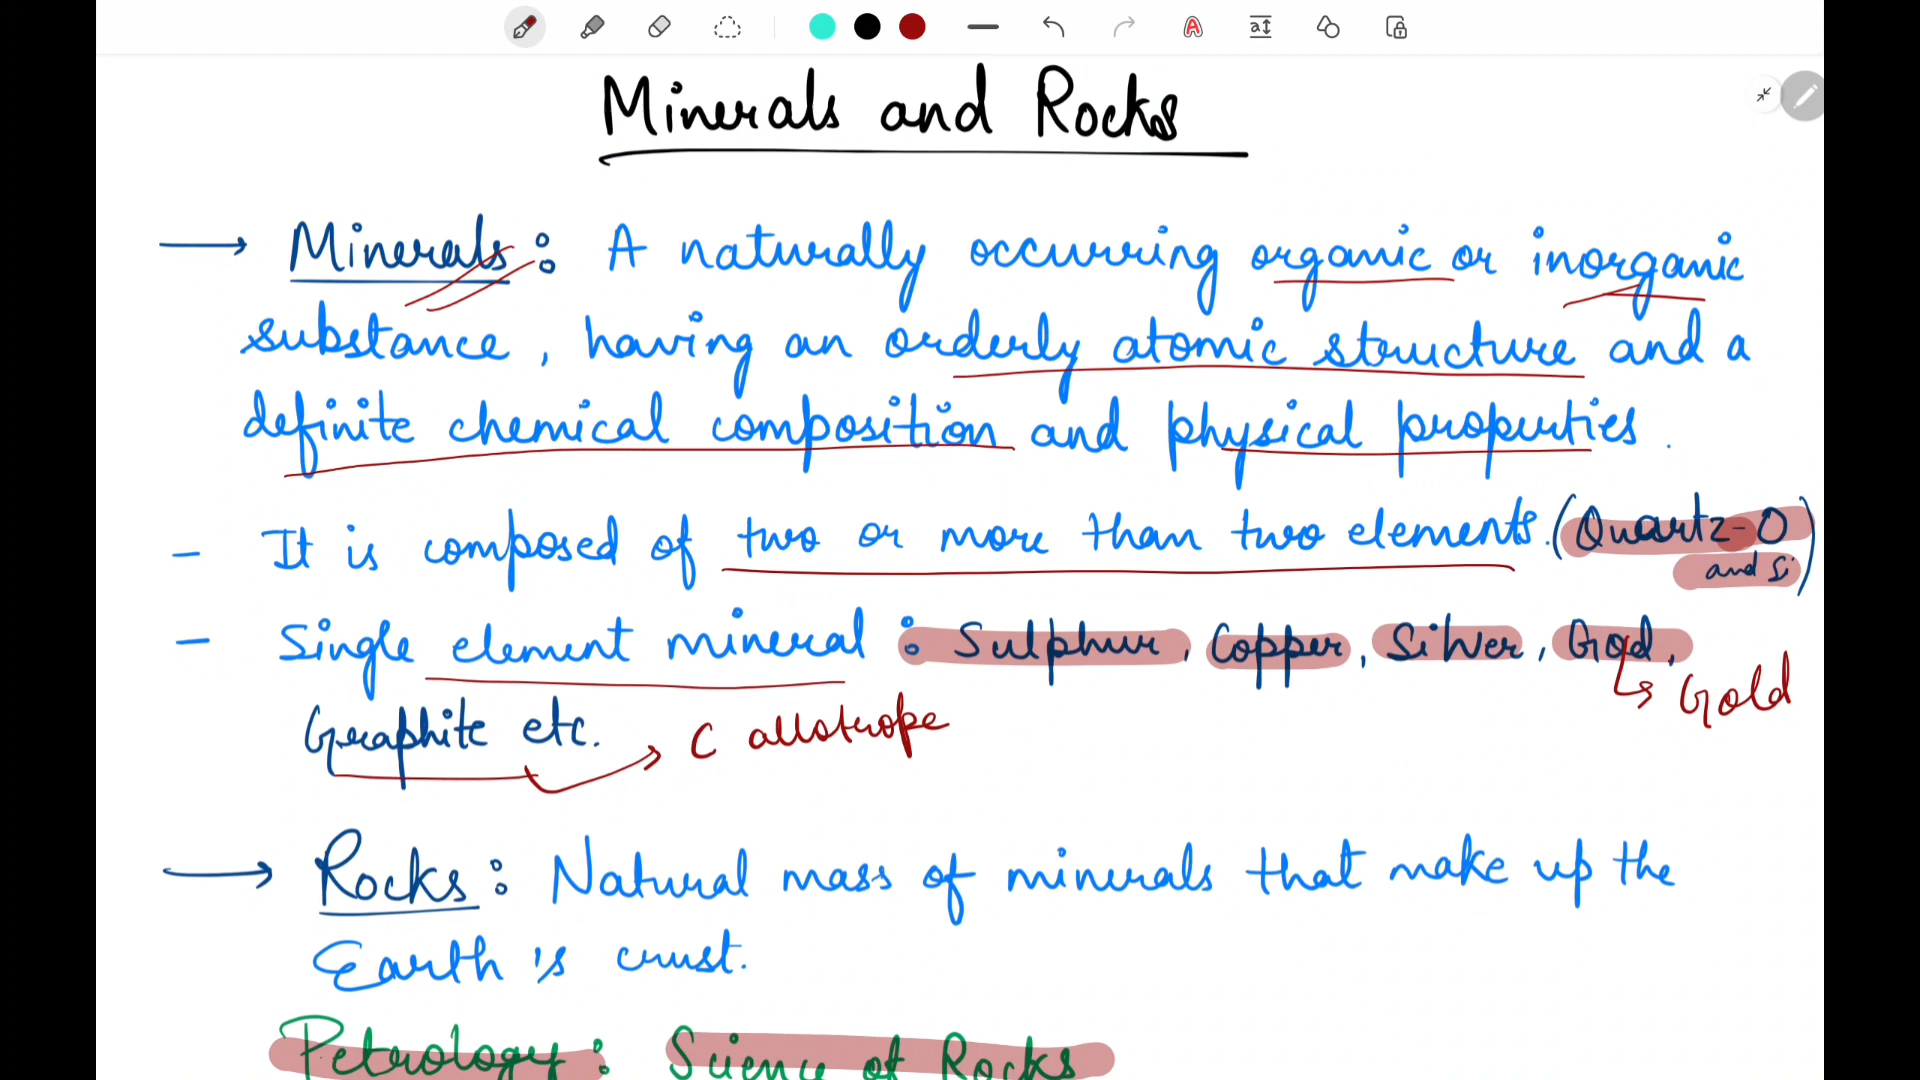 Minerals and Rocks
→ Minerals: A naturally occurring organic or inorganic
substance, having an orderly atomic structure and a
definite chemical composition and physical properties.
- It is composed of two or more than two elements. (Quartz-O
and Si)
- Single element mineral: Sulphur, Copper, Silver, God,
↳ Gold
Graphite etc. → C allotrope
→ Rocks: Natural mass of minerals that make up the
Earth's crust.
Petrology: Science of Rocks